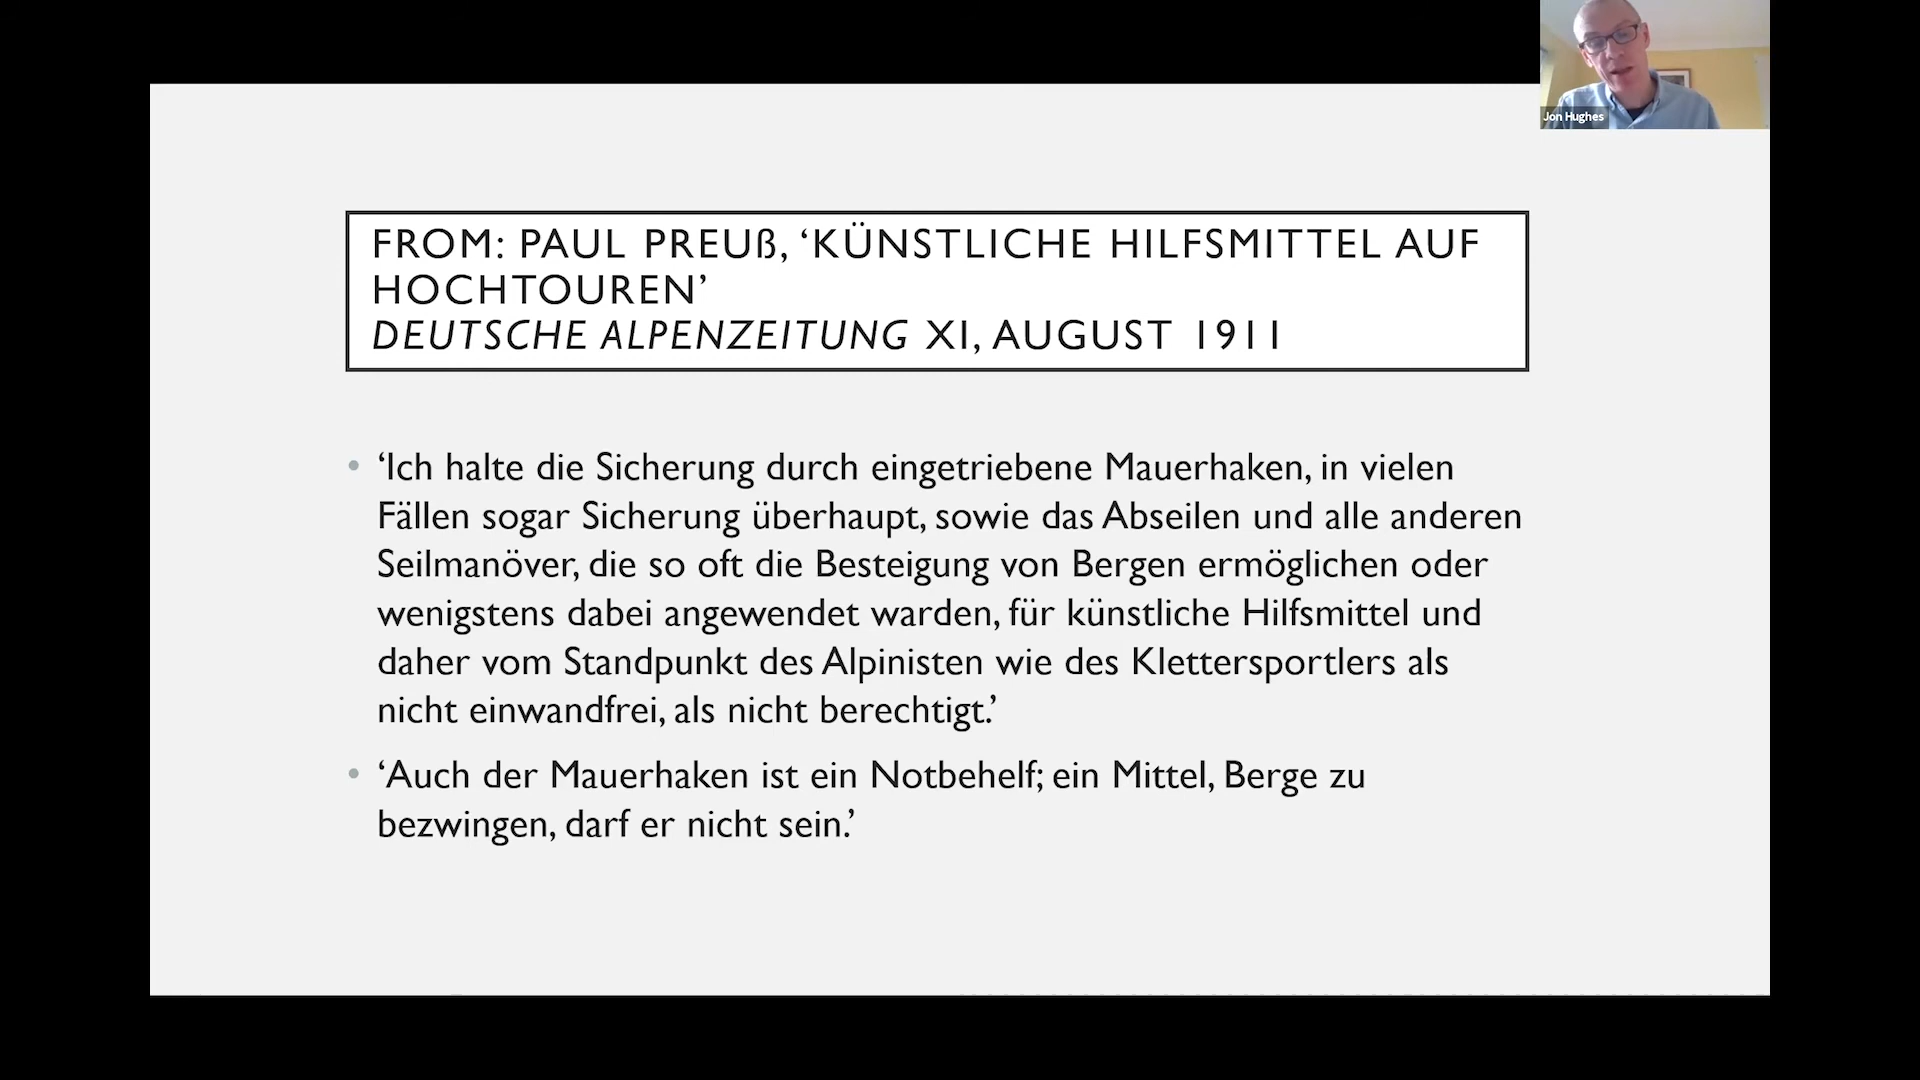 Jon Hughes
FROM: PAUL PREUß, ‘KÜNSTLICHE HILFSMITTEL AUF
HOCHTOUREN’
DEUTSCHE ALPENZEITUNG XI, AUGUST 1911
• ‘Ich halte die Sicherung durch eingetriebene Mauerhaken, in vielen
Fällen sogar Sicherung überhaupt, sowie das Abseilen und alle anderen
Seilmanöver, die so oft die Besteigung von Bergen ermöglichen oder
wenigstens dabei angewendet warden, für künstliche Hilfsmittel und
daher vom Standpunkt des Alpinisten wie des Klettersportlers als
nicht einwandfrei, als nicht berechtigt.’
• ‘Auch der Mauerhaken ist ein Notbehelf; ein Mittel, Berge zu
bezwingen, darf er nicht sein.’